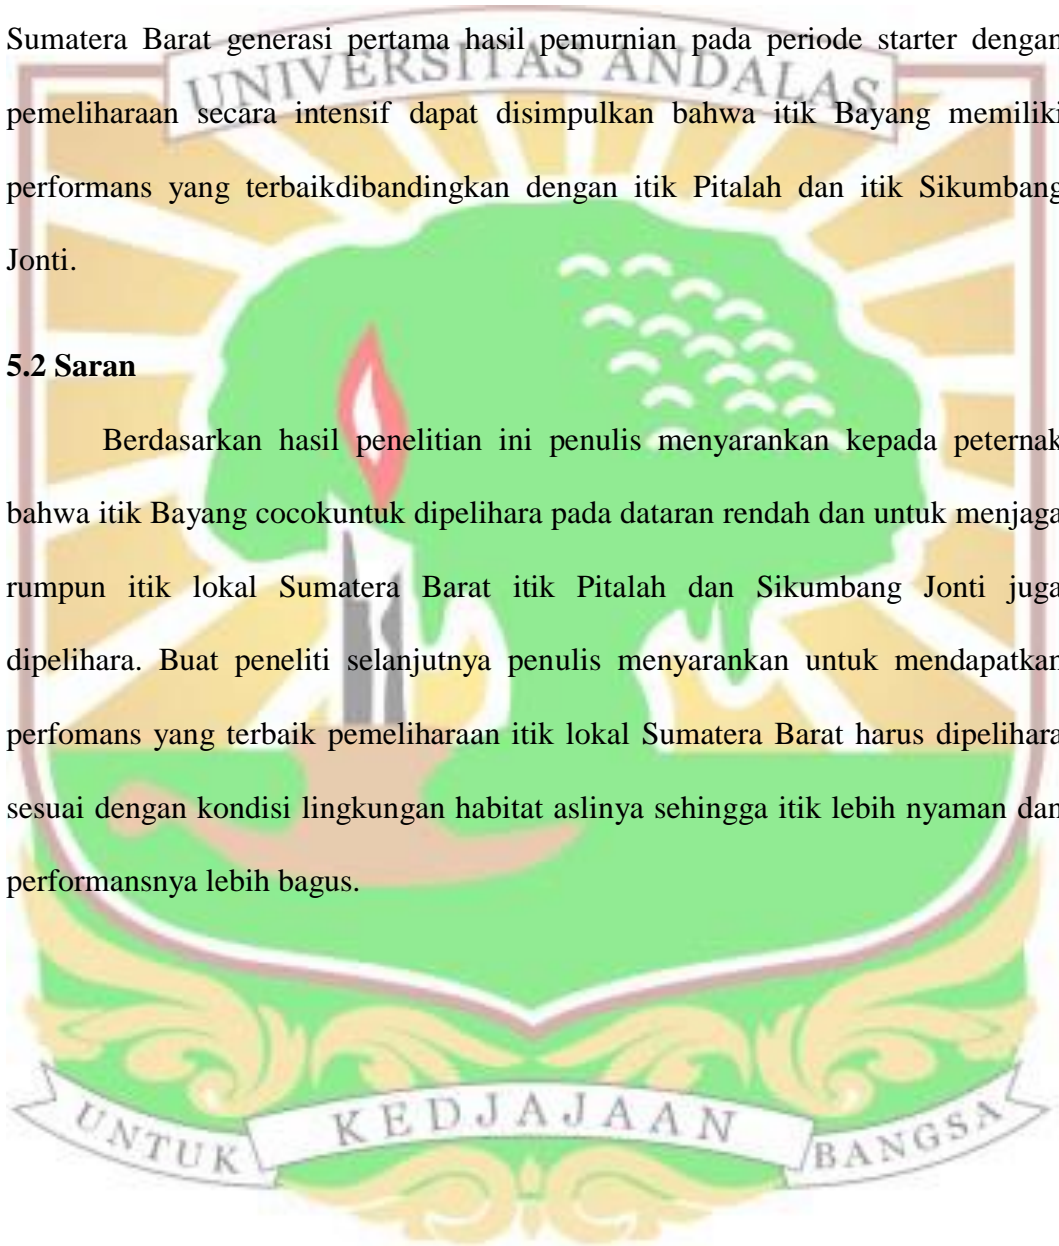 Sumatera Barat generasi pertama hasil pemurnian pada periode starter dengan
UNIVERSITAS ANDALAS
pemeliharaan secara intensif dapat disimpulkan bahwa itik Bayang memiliki
performans yang terbaikdibandingkan dengan itik Pitalah dan itik Sikumbang
Jonti.
5.2 Saran
Berdasarkan hasil penelitian ini penulis menyarankan kepada peternak
bahwa itik Bayang cocokuntuk dipelihara pada dataran rendah dan untuk menjaga
rumpun itik lokal Sumatera Barat itik Pitalah dan Sikumbang Jonti juga
dipelihara. Buat peneliti selanjutnya penulis menyarankan untuk mendapatkan
perfomans yang terbaik pemeliharaan itik lokal Sumatera Barat harus dipelihara
sesuai dengan kondisi lingkungan habitat aslinya sehingga itik lebih nyaman dan
performansnya lebih bagus.
UNTUK KEDJAJAAN BANGSA